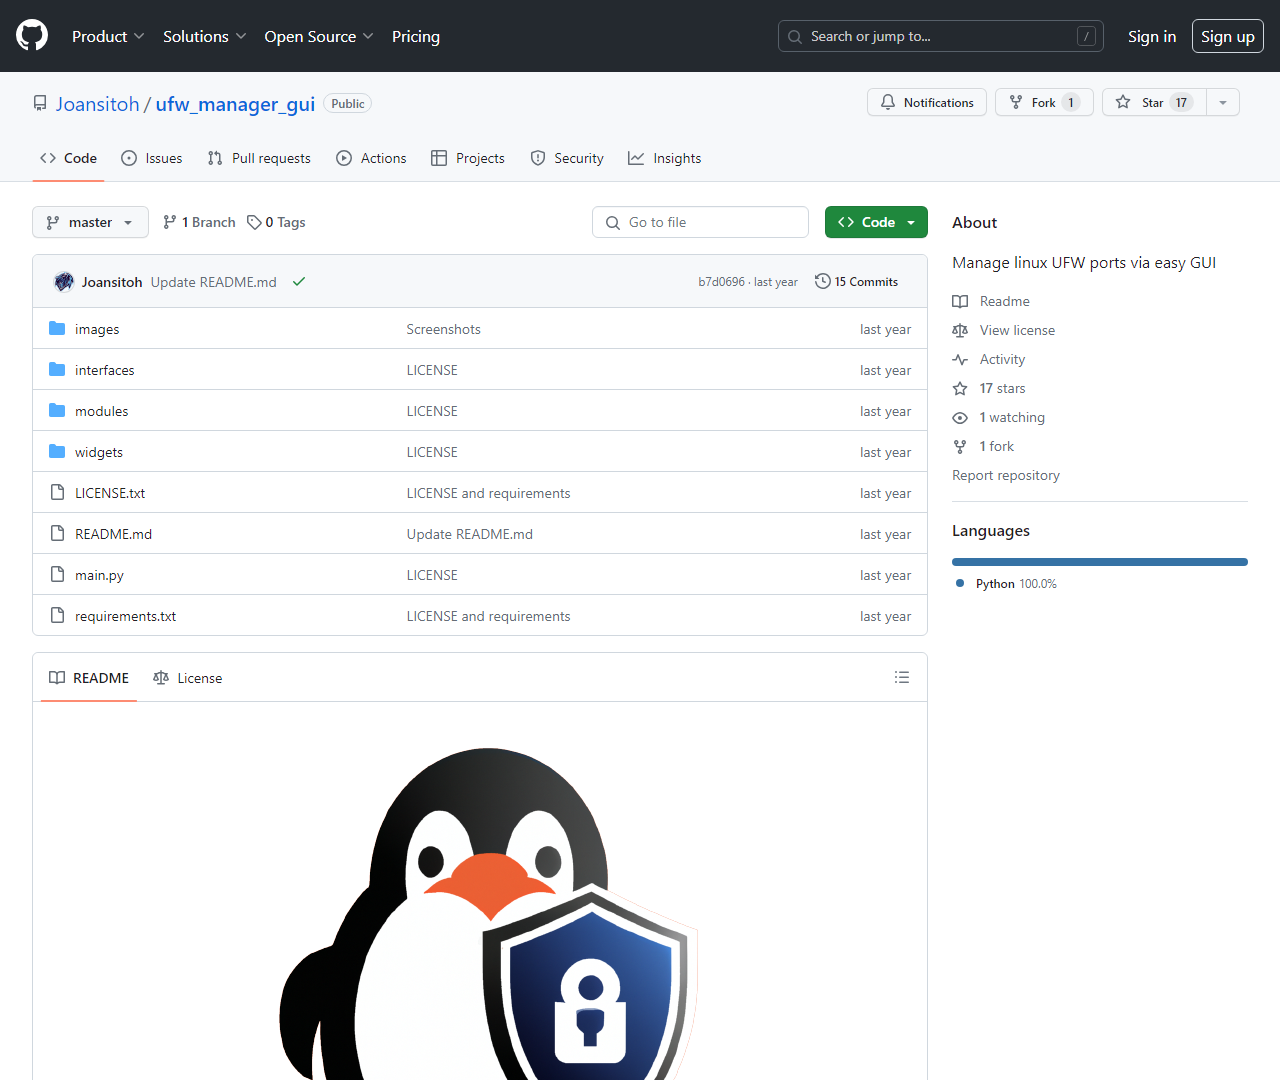 Product Solutions Open Source Pricing Search or jump to... / Sign in Sign up
Joansitoh / ufw_manager_gui Public Notifications Fork 1 Star 17
Code Issues Pull requests Actions Projects Security Insights
master 1 Branch 0 Tags Go to file Code
Joansitoh Update README.md b7d0696 · last year 15 Commits
images Screenshots last year
interfaces LICENSE last year
modules LICENSE last year
widgets LICENSE last year
LICENSE.txt LICENSE and requirements last year
README.md Update README.md last year
main.py LICENSE last year
requirements.txt LICENSE and requirements last year
README License
About
Manage linux UFW ports via easy GUI
Readme
View license
Activity
17 stars
1 watching
1 fork
Report repository
Languages
Python 100.0%